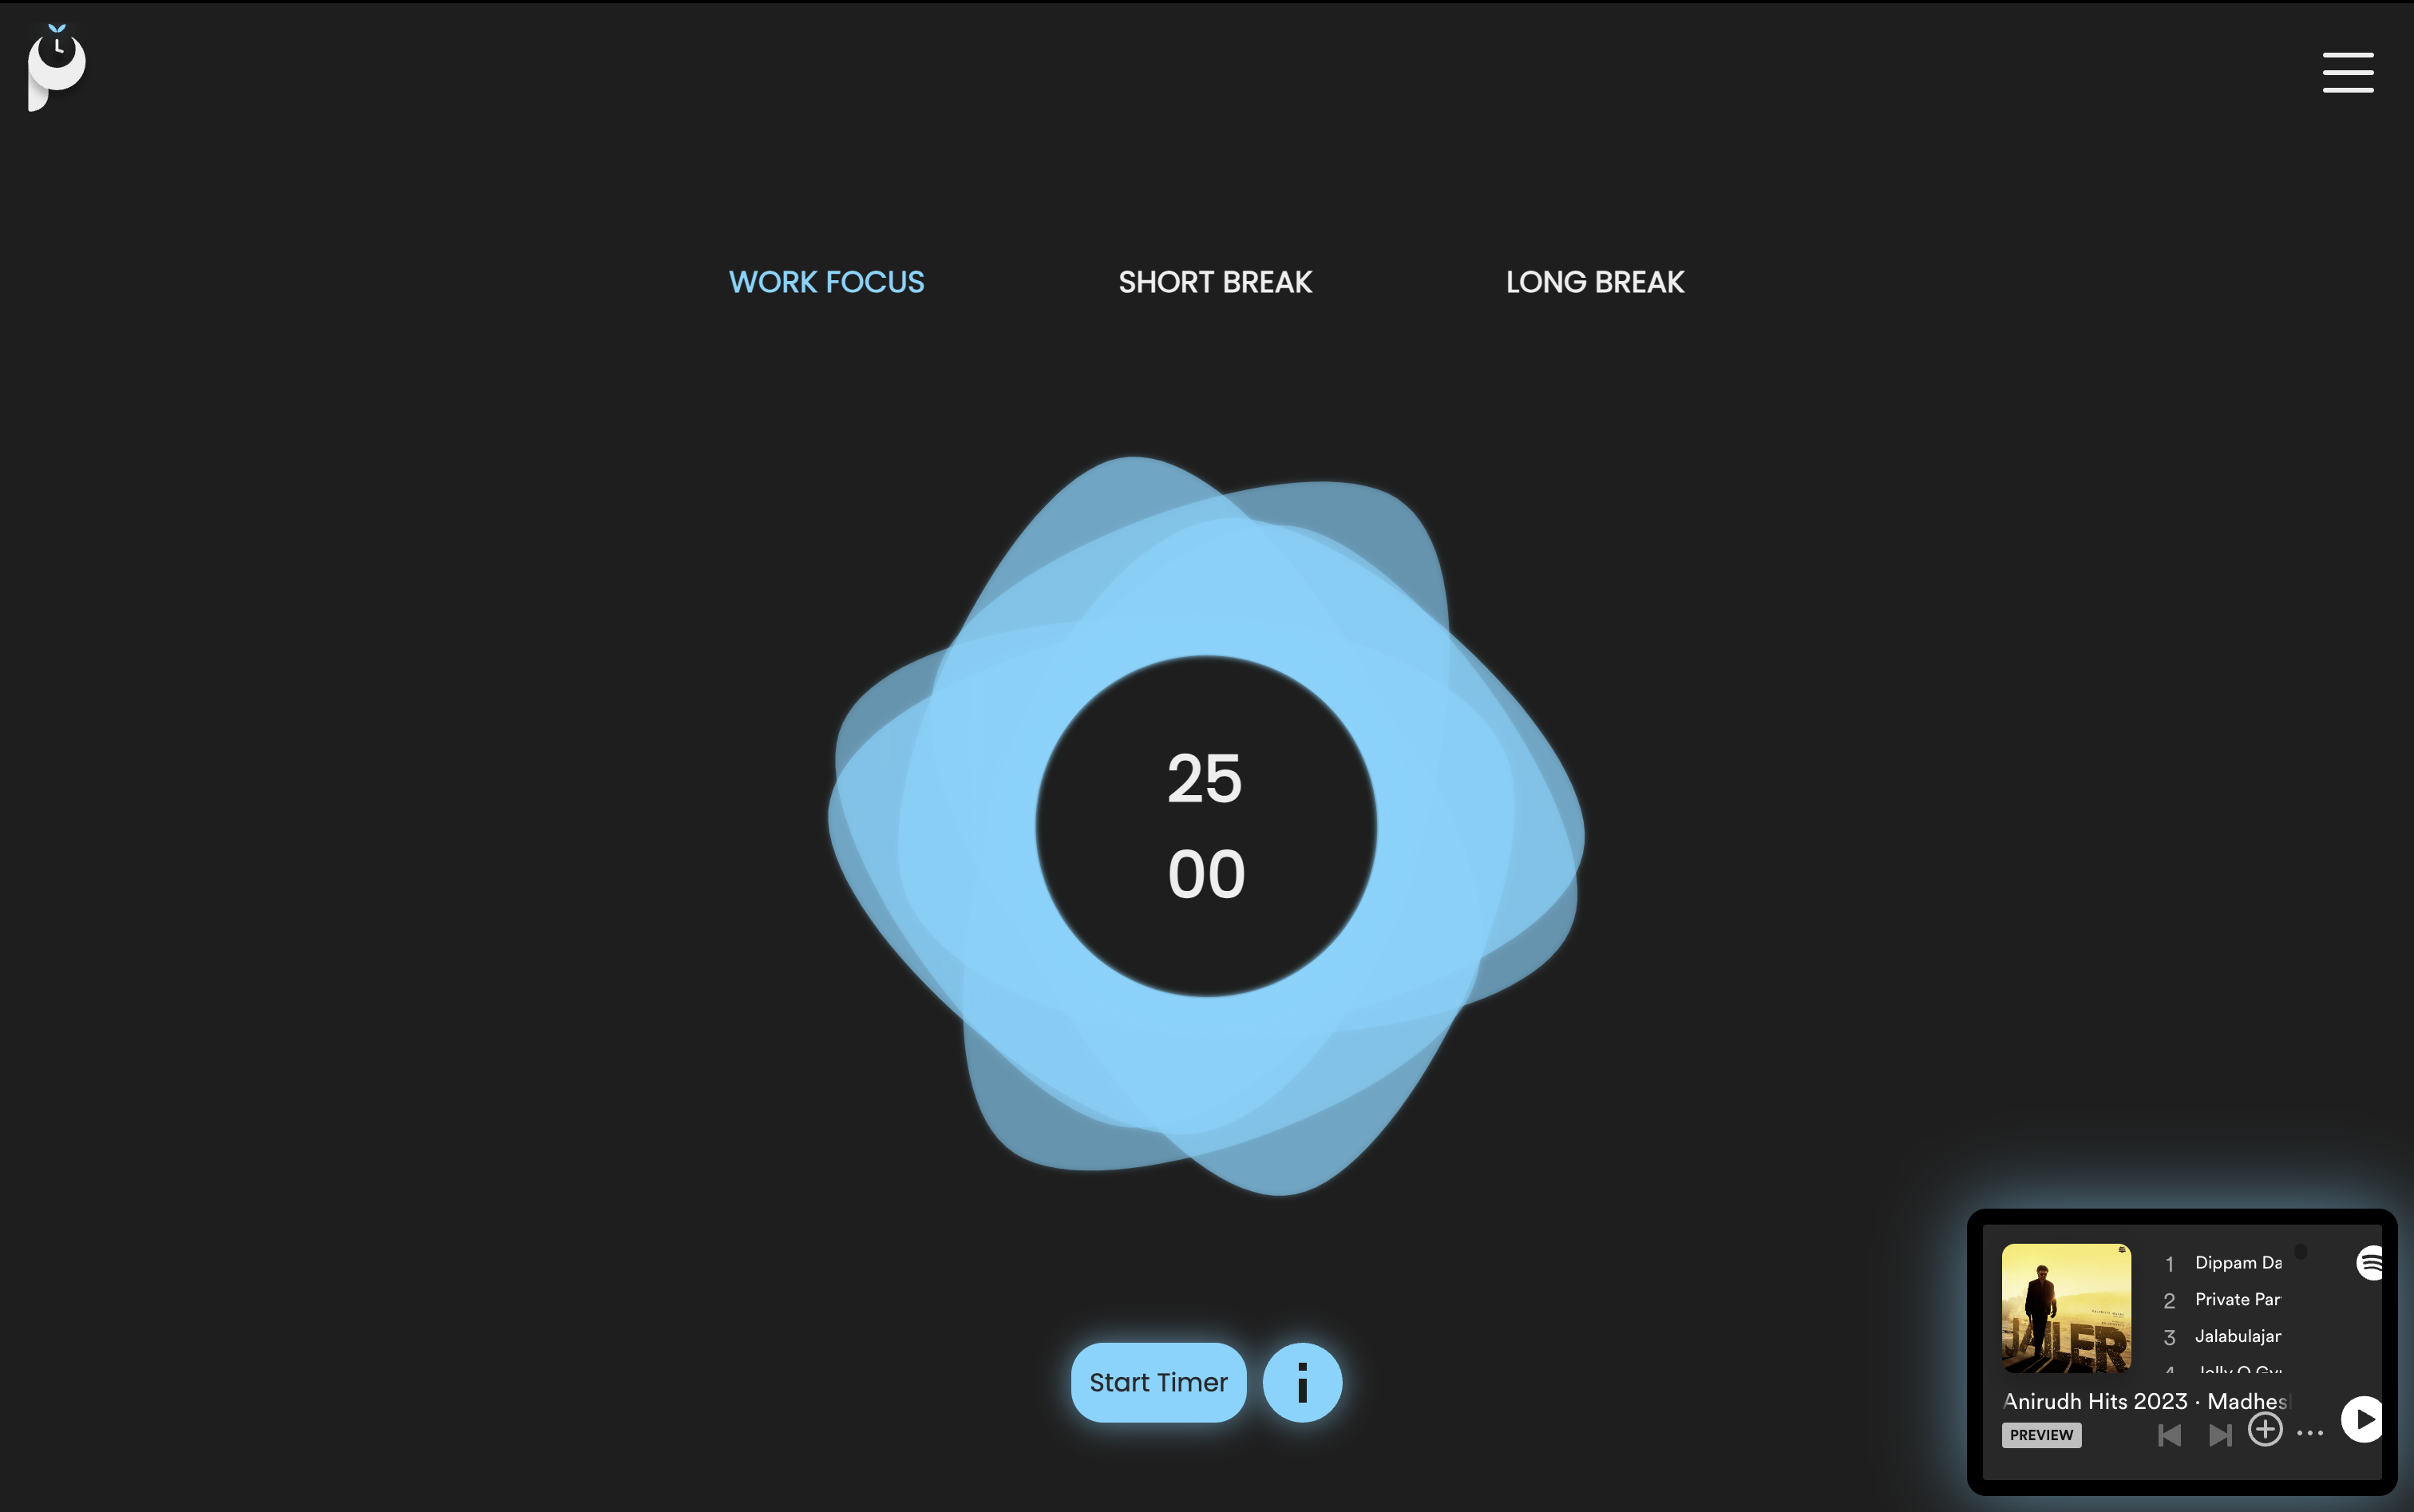 WORK FOCUS SHORT BREAK LONG BREAK
25
00
Start Timer i
JAILER
1 Dippam Da
2 Private Par
3 Jalabulajar
4
Anirudh Hits 2023 · Madhes
PREVIEW